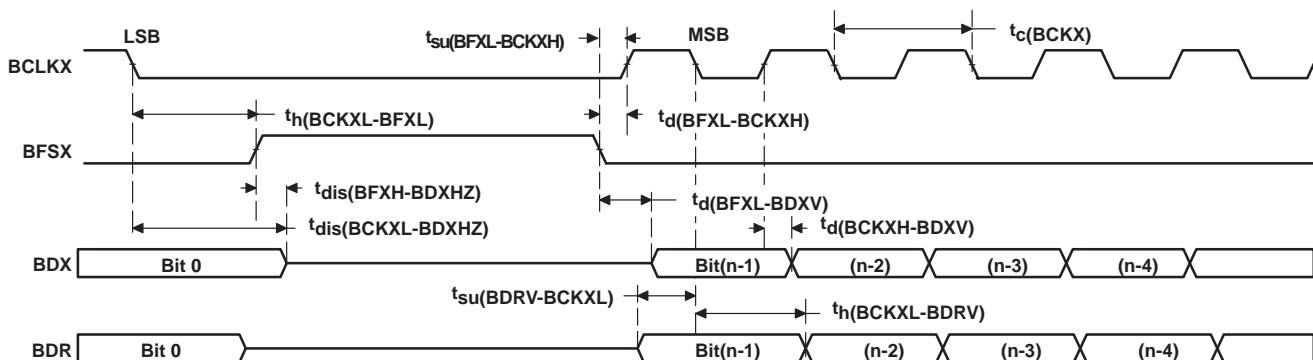 LSB
tsu(BFXL-BCKXH)
MSB
tc(BCKX)
BCLKX
th(BCKXL-BFXL)
td(BFXL-BCKXH)
BFSX
tdis(BFXH-BDXHZ)
td(BFXL-BDXV)
tdis(BCKXL-BDXHZ)
td(BCKXH-BDXV)
BDX Bit 0 Bit(n-1) (n-2) (n-3) (n-4)
tsu(BDRV-BCKXL)
th(BCKXL-BDRV)
BDR Bit 0 Bit(n-1) (n-2) (n-3) (n-4)